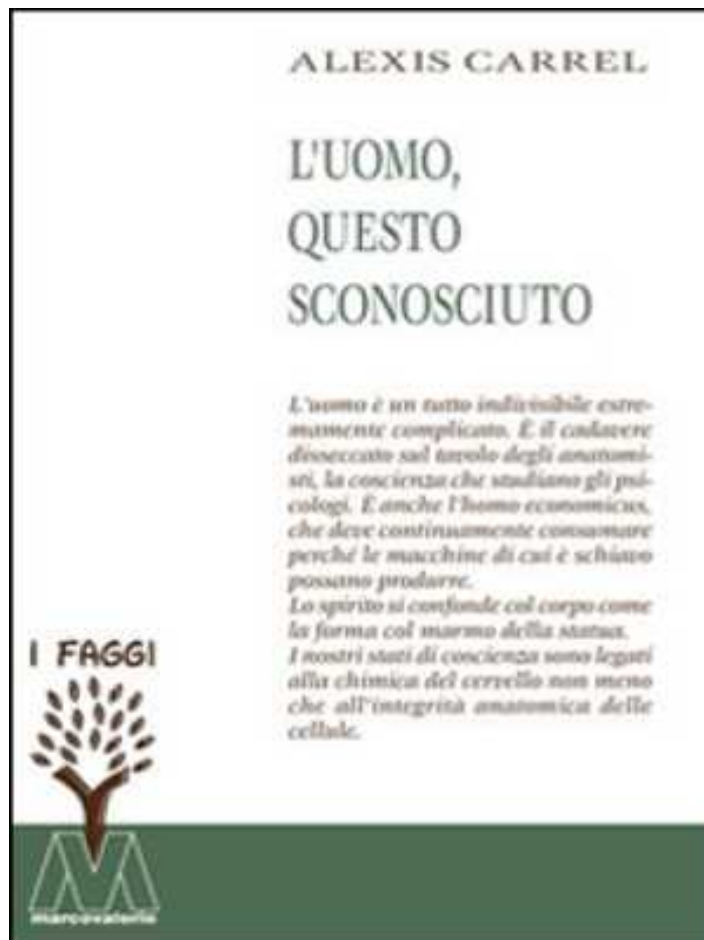 ALEXIS CARREL
L'UOMO,
QUESTO
SCONOSCIUTO
L'uomo è un tutto indivisibile estre-
mamente complicato. È il cadavere
disseccato sul tavolo degli anatomi-
sti, la coscienza che studiano gli psi-
cologi. È anche l'homo economicus,
che deve continuamente consumare
perché le macchine di cui è schiavo
possano produrre.
Lo spirito si confonde col corpo come
la forma col marmo della statua.
I nostri stati di coscienza sono legati
alla chimica del cervello non meno
che all'integrità anatomica delle
cellule.
I FAGGI
marcovalerio